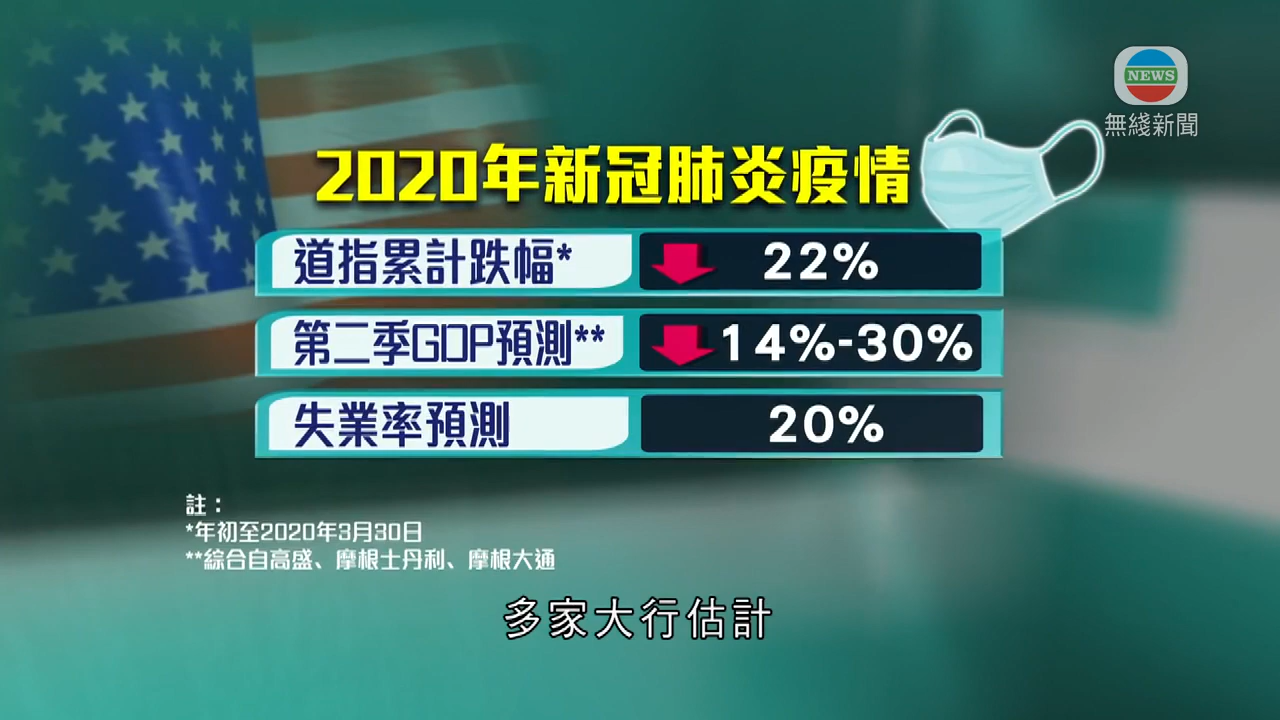 NEWS
無綫新聞
2020年新冠肺炎疫情
道指累計跌幅* 22%
第二季GDP預測** 14%-30%
失業率預測 20%
註：
*年初至2020年3月30日
**綜合自高盛、摩根士丹利、摩根大通
多家大行估計